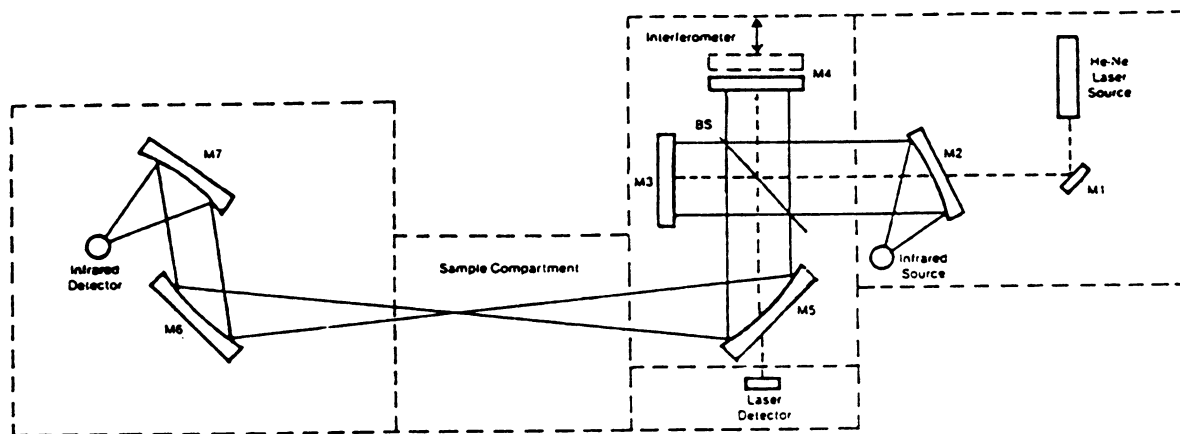 Interferometer
M4
He-Ne
Laser
Source
BS
M7
M2
M3
M1
Infrared
Detector
Sample Compartment
Infrared
Source
M6
M5
Laser
Detector